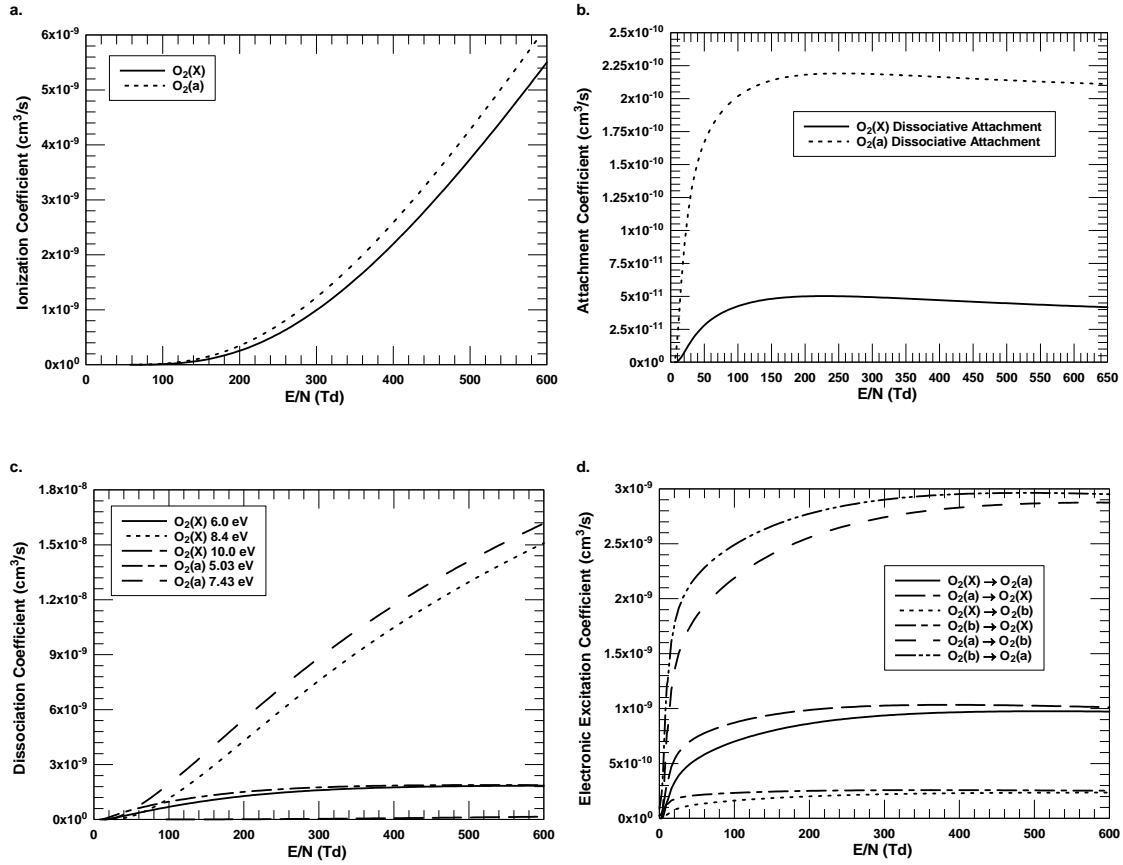 a.
6x10⁻⁹
5x10⁻⁹
4x10⁻⁹
3x10⁻⁹
2x10⁻⁹
1x10⁻⁹
0x10⁰
Ionization Coefficient (cm³/s)
O₂(X)
O₂(a)
0 100 200 300 400 500 600
E/N (Td)
b.
2.5x10⁻¹⁰
2.25x10⁻¹⁰
2x10⁻¹⁰
1.75x10⁻¹⁰
1.5x10⁻¹⁰
1.25x10⁻¹⁰
1x10⁻¹⁰
7.5x10⁻¹¹
5x10⁻¹¹
2.5x10⁻¹¹
0x10⁰
Attachment Coefficient (cm³/s)
O₂(X) Dissociative Attachment
O₂(a) Dissociative Attachment
0 50 100 150 200 250 300 350 400 450 500 550 600 650
E/N (Td)
c.
1.8x10⁻⁸
1.5x10⁻⁸
1.2x10⁻⁸
9x10⁻⁹
6x10⁻⁹
3x10⁻⁹
0x10⁰
Dissociation Coefficient (cm³/s)
O₂(X) 6.0 eV
O₂(X) 8.4 eV
O₂(X) 10.0 eV
O₂(a) 5.03 eV
O₂(a) 7.43 eV
0 100 200 300 400 500 600
E/N (Td)
d.
3x10⁻⁹
2.5x10⁻⁹
2x10⁻⁹
1.5x10⁻⁹
1x10⁻⁹
5x10⁻¹⁰
0x10⁰
Electronic Excitation Coefficient (cm³/s)
O₂(X) → O₂(a)
O₂(a) → O₂(X)
O₂(X) → O₂(b)
O₂(b) → O₂(X)
O₂(a) → O₂(b)
O₂(b) → O₂(a)
0 100 200 300 400 500 600
E/N (Td)